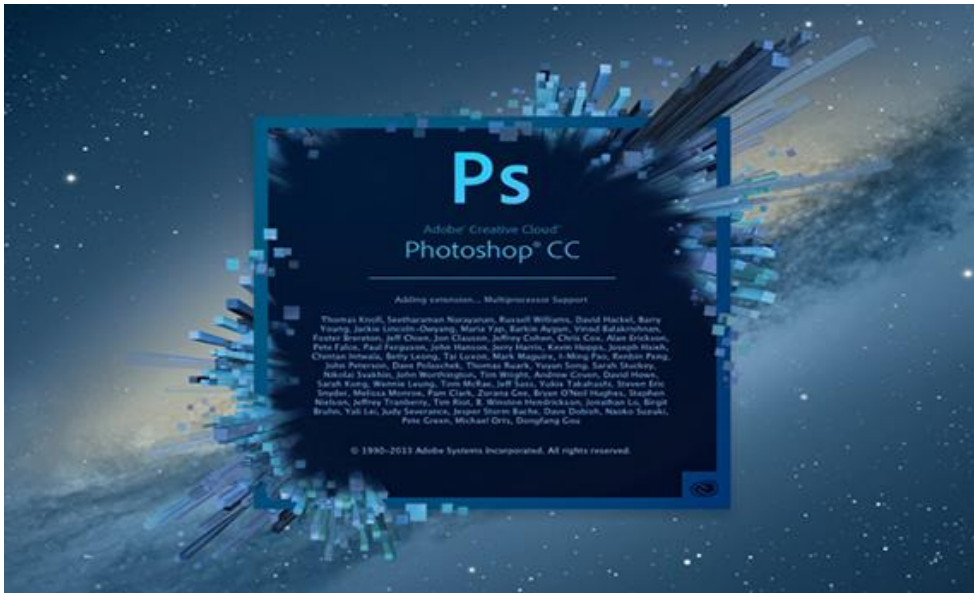 Ps
Adobe® Creative Cloud™
Photoshop® CC
Adding extension... Multiprocessor Support
Thomas Knoll, Seetharaman Narayanan, Russell Williams, David Hackel, Barry
Young, Jackie Lincoln-Owyang, Maria Yap, Barkin Aygun, Vinod Balakrishnan,
Foster Brereton, Jeff Chien, Jon Clauson, Jeffrey Cohen, Chris Cox, Alan Erickson,
Pete Falco, Paul Ferguson, John Hanson, Jerry Harris, Kevin Hopps, Joseph Hsieh,
Chintan Intwala, Betty Leong, Tai Luxon, Mark Maguire, I-Ming Pao, Renbin Peng,
John Peterson, Dave Polaschek, Thomas Ruark, Yuyan Song, Sarah Stuckey,
Nikolai Svakhin, John Worthington, Tim Wright, Andrew Coven, David Howe,
Sarah Kong, Wennie Leung, Tom McRae, Jeff Sass, Yukie Takahashi, Steven Eric
Snyder, Melissa Monroe, Pam Clark, Zorana Gee, Bryan O'Neil Hughes, Stephen
Nielson, Jeffrey Tranberry, Tim Riot, B. Winston Hendrickson, Jonathan Lo, Birgit
Bruhn, Yali Lei, Judy Severance, Jesper Storm Bache, Dave Dobish, Naoko Suzuki,
Pete Green, Michael Orts, Dongfang Gou
© 1990–2013 Adobe Systems Incorporated. All rights reserved.